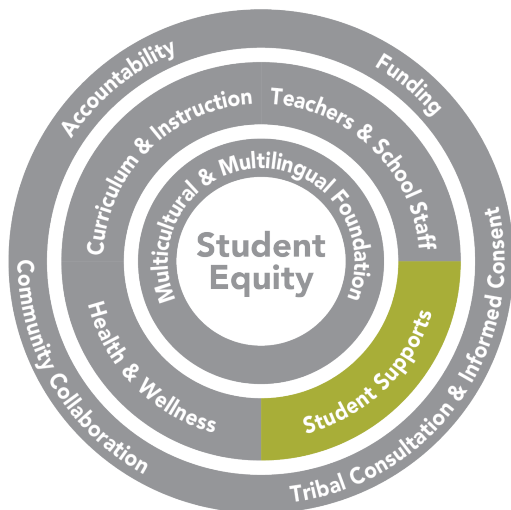 Accountability
Funding
Curriculum & Instruction
Teachers & School Staff
Multicultural & Multilingual Foundation
Student
Equity
Health & Wellness
Student Supports
Community Collaboration
Tribal Consultation & Informed Consent